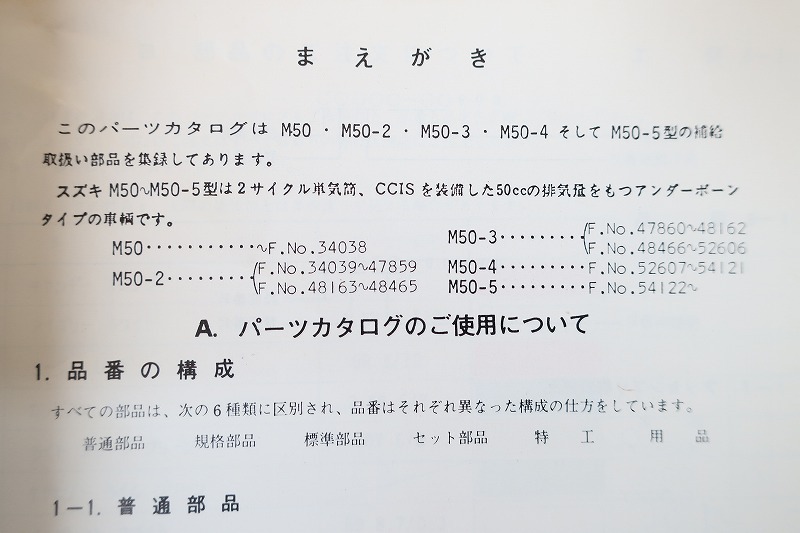 まえがき
このパーツカタログは M50・M50-2・M50-3・M50-4 そして M50-5型の補給
取扱い部品を集録してあります。
スズキ M50~M50-5型は2サイクル単気筒、CCISを装備した50ccの排気量をもつアンダーボーン
タイプの車輌です。
M50············~F.No.34038
M50-2·········(F.No.34039~47859
F.No.48163~48465
M50-3·········(F.No.47860~48162
F.No.48466~52606
M50-4·········F.No.52607~54121
M50-5·········F.No.54122~
A. パーツカタログのご使用について
1. 品番の構成
すべての部品は、次の6種類に区別され、品番はそれぞれ異なった構成の仕方をしています。
普通部品 規格部品 標準部品 セット部品 特工 用品
1-1. 普通部品